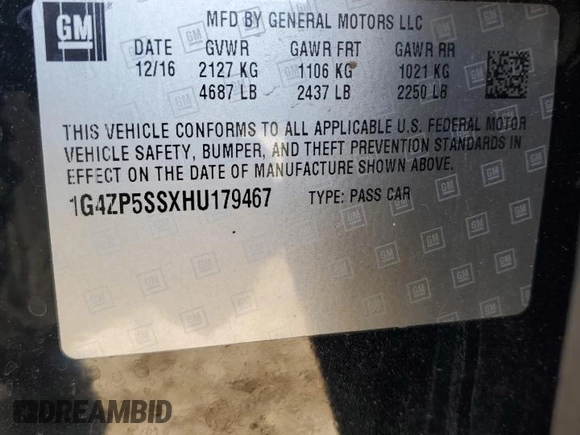 GM
MFD BY GENERAL MOTORS LLC
DATE GVWR GAWR FRT GAWR RR
12/16 2127 KG 1106 KG 1021 KG
4687 LB 2437 LB 2250 LB
THIS VEHICLE CONFORMS TO ALL APPLICABLE U.S. FEDERAL MOTOR
VEHICLE SAFETY, BUMPER, AND THEFT PREVENTION STANDARDS IN
EFFECT ON THE DATE OF MANUFACTURE SHOWN ABOVE.
1G4ZP5SSXHU179467 TYPE: PASS CAR
DREAMBID